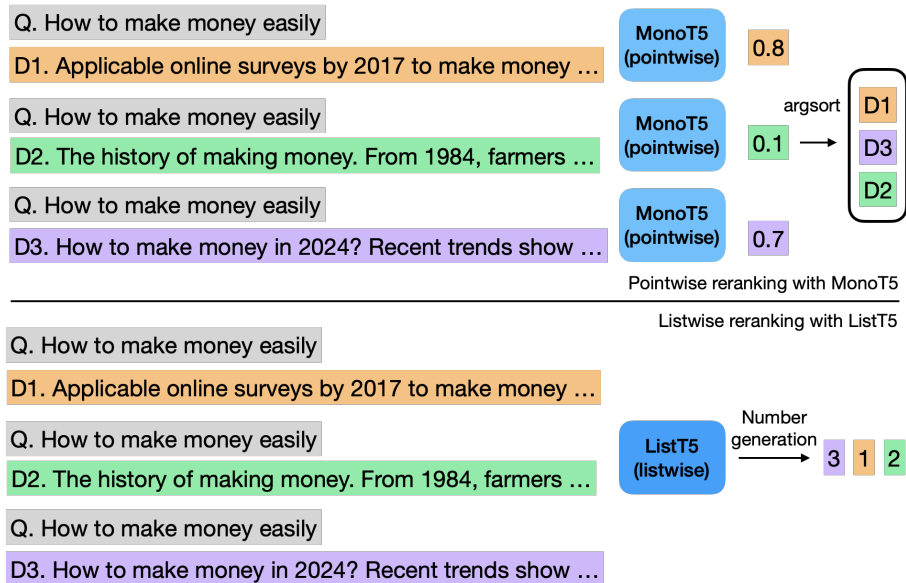 Q. How to make money easily
D1. Applicable online surveys by 2017 to make money …
MonoT5
(pointwise)
0.8
Q. How to make money easily
D2. The history of making money. From 1984, farmers …
MonoT5
(pointwise)
0.1
argsort
D1
D3
D2
Q. How to make money easily
D3. How to make money in 2024? Recent trends show …
MonoT5
(pointwise)
0.7
Pointwise reranking with MonoT5
Listwise reranking with ListT5
Q. How to make money easily
D1. Applicable online surveys by 2017 to make money …
Q. How to make money easily
D2. The history of making money. From 1984, farmers …
Q. How to make money easily
D3. How to make money in 2024? Recent trends show …
ListT5
(listwise)
Number
generation
3 1 2